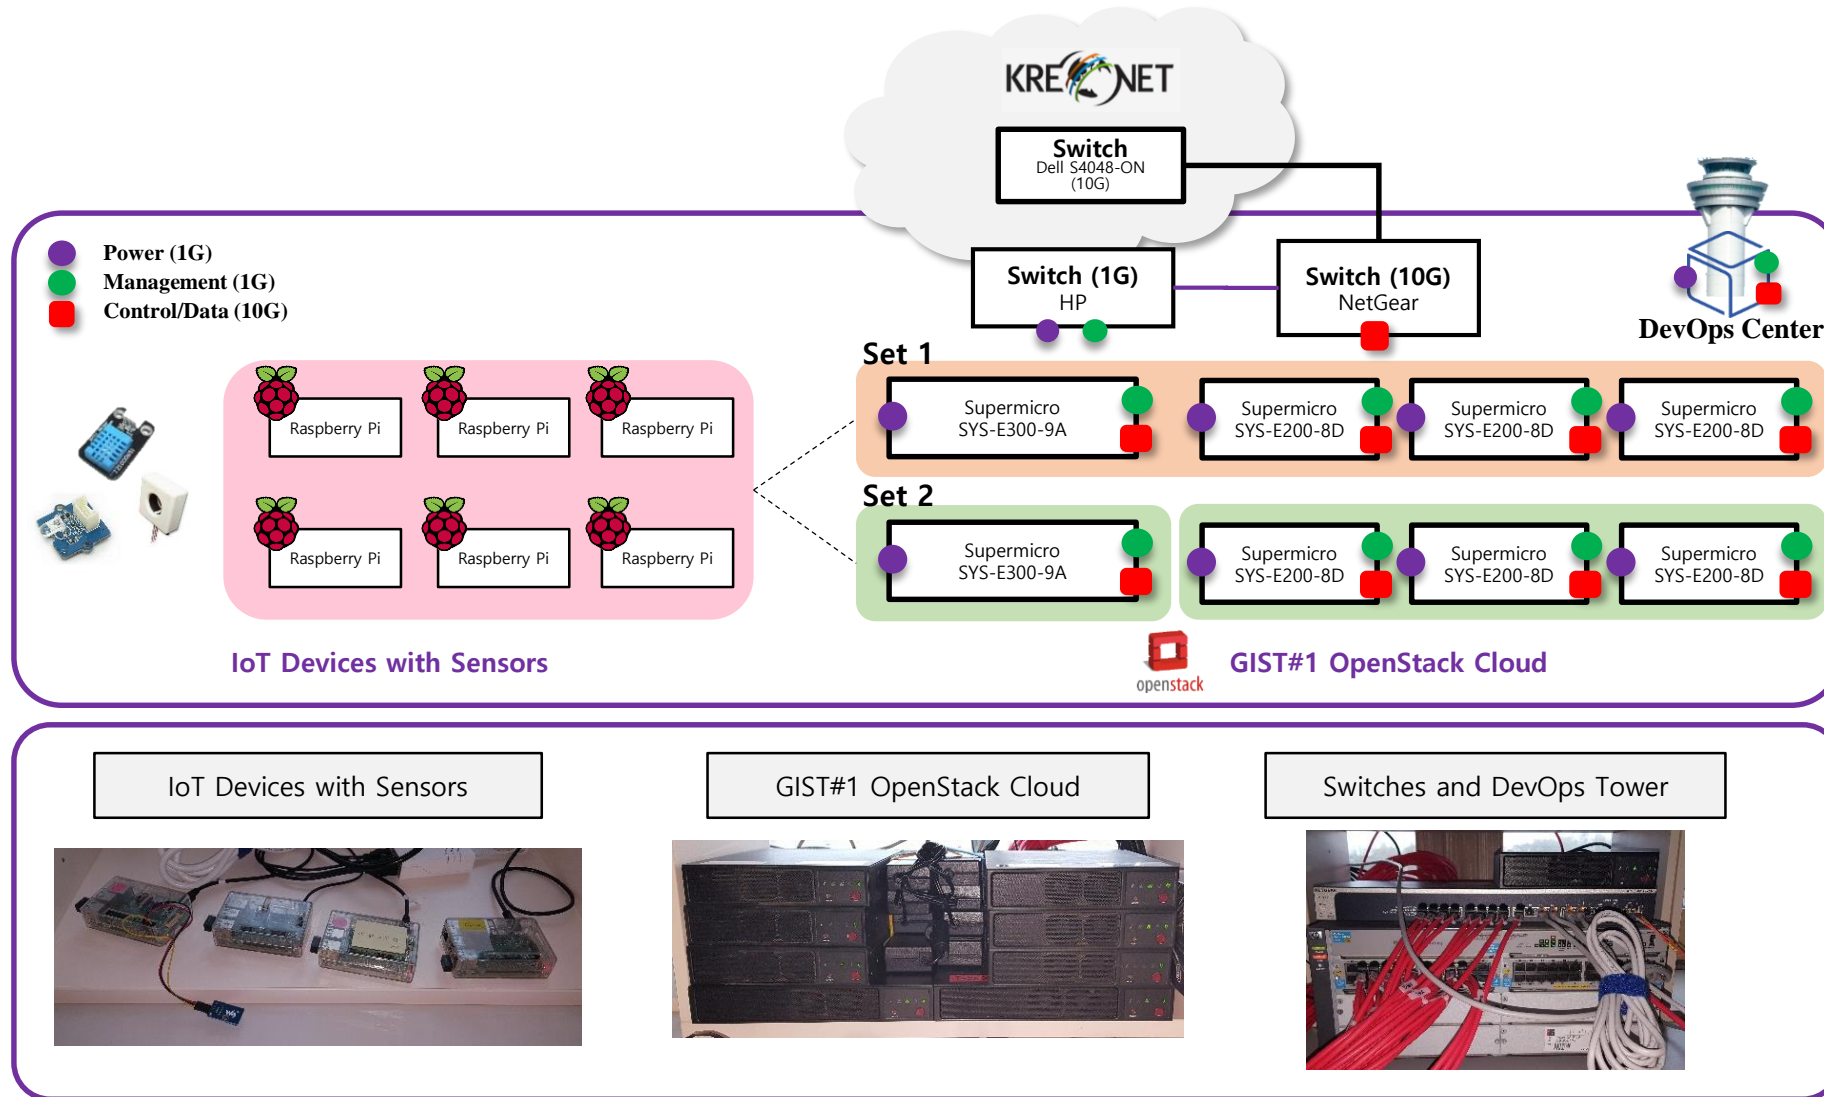 KREONET
Switch
Dell S4048-ON
(10G)
Power (1G)
Management (1G)
Control/Data (10G)
Switch (1G)
HP
Switch (10G)
NetGear
DevOps Center
Set 1
Raspberry Pi
Raspberry Pi
Raspberry Pi
Supermicro
SYS-E300-9A
Supermicro
SYS-E200-8D
Supermicro
SYS-E200-8D
Supermicro
SYS-E200-8D
Set 2
Raspberry Pi
Raspberry Pi
Raspberry Pi
Supermicro
SYS-E300-9A
Supermicro
SYS-E200-8D
Supermicro
SYS-E200-8D
Supermicro
SYS-E200-8D
IoT Devices with Sensors
openstack
GIST#1 OpenStack Cloud
IoT Devices with Sensors
GIST#1 OpenStack Cloud
Switches and DevOps Tower